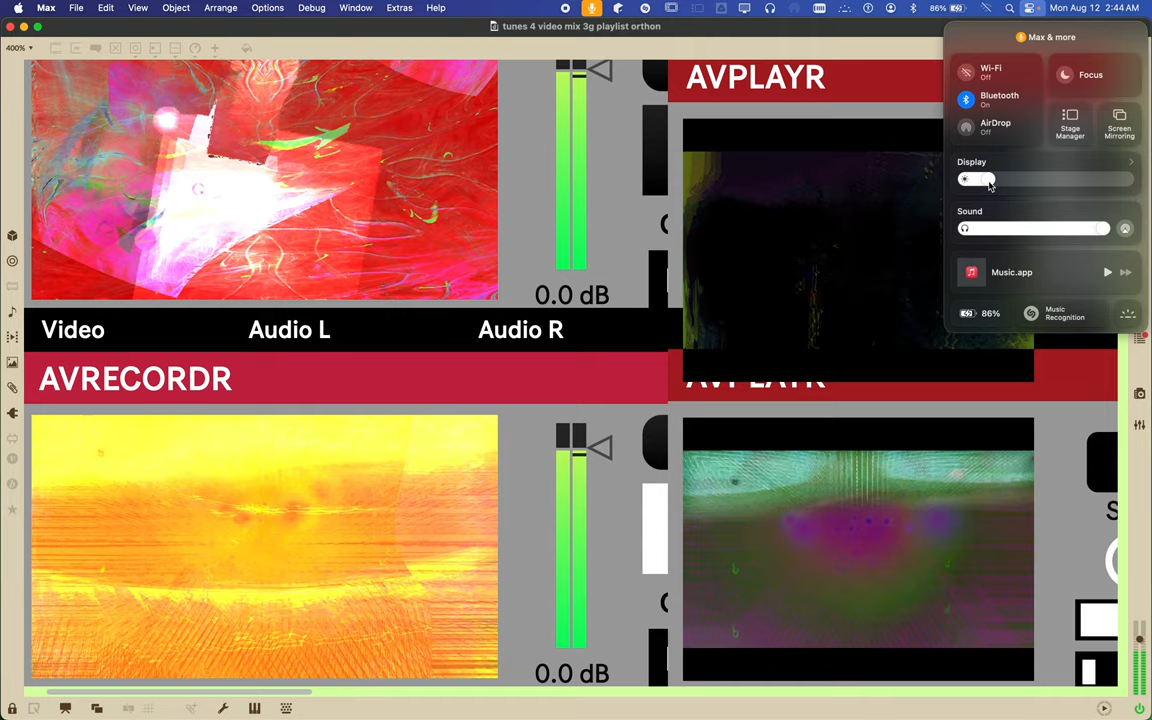 Max File Edit View Object Arrange Options Debug Window Extras Help
86% Mon Aug 12 2:44 AM
tunes 4 video mix 3g playlist orthon
400%
Max & more
Wi-Fi
Off
Focus
Bluetooth
On
AirDrop
Off
Stage
Manager
Screen
Mirroring
Display
Sound
Music.app
86%
Music
Recognition
AVPLAYR
0.0 dB
Video Audio L Audio R
AVRECORDR
AVPLAYR
0.0 dB